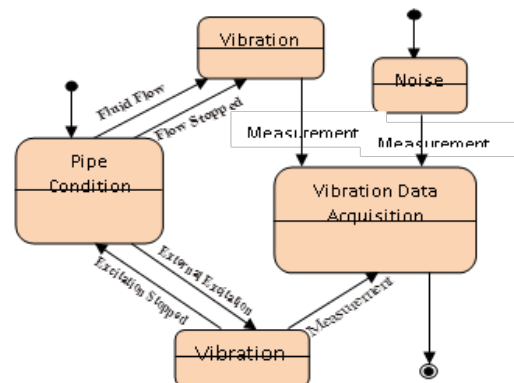 Vibration
Noise
Fluid Flow
Flow Stopped
Measurement
Measurement
Pipe
Condition
Vibration Data
Acquisition
External Excitation
Excitation Stopped
Measurement
Vibration